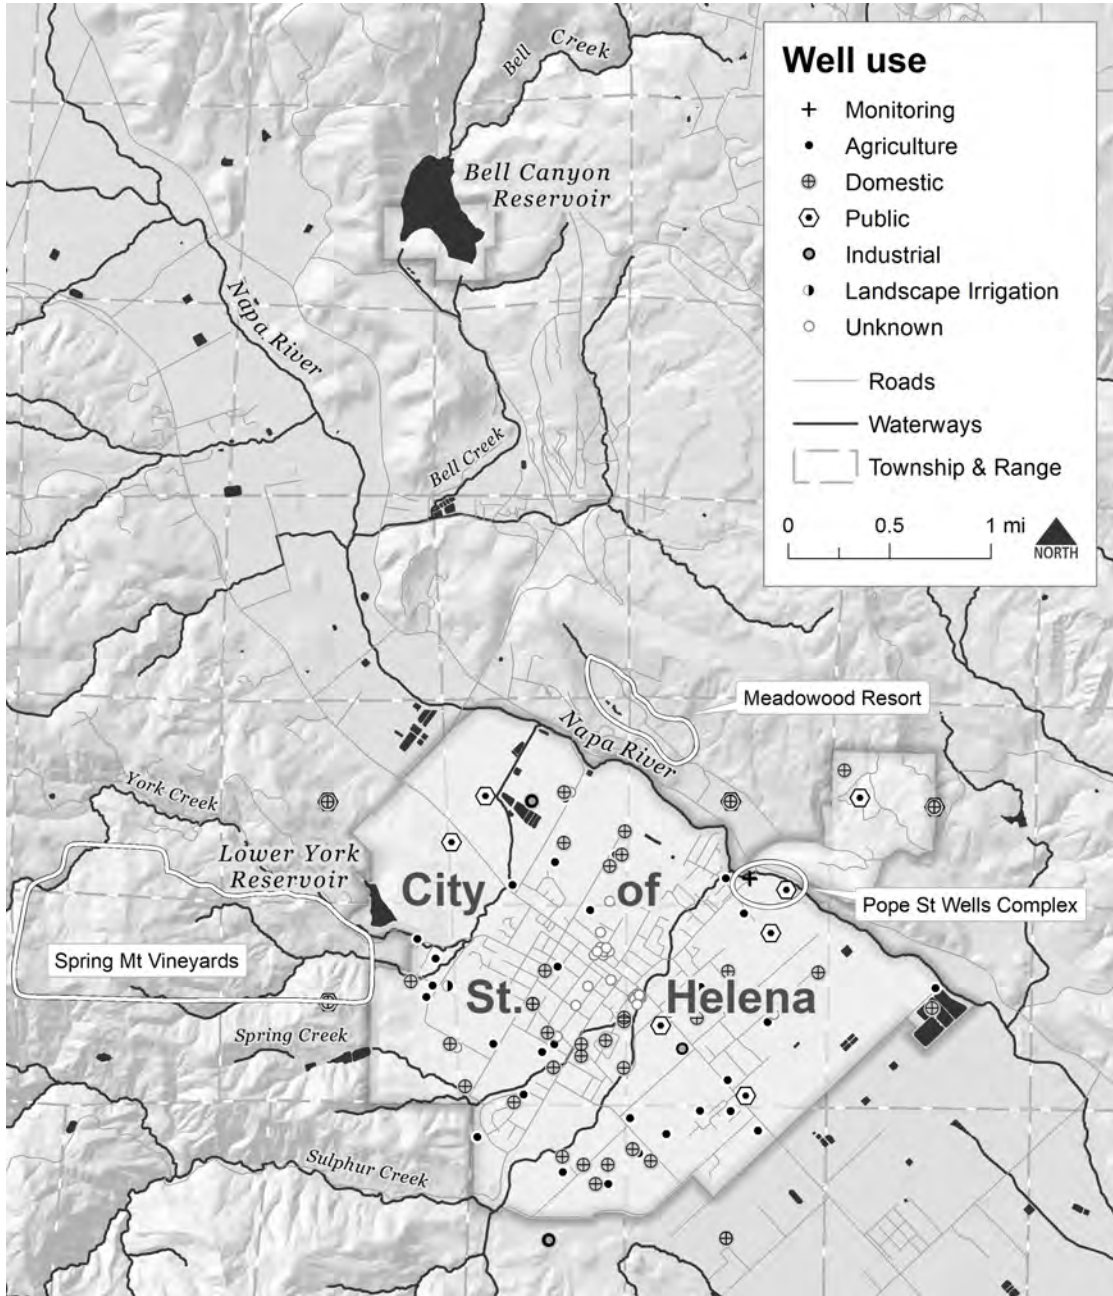 Bell Creek
Well use
Monitoring
Agriculture
Domestic
Public
Industrial
Landscape Irrigation
Unknown
Roads
Waterways
Township & Range
0 0.5 1 mi
NORTH
Bell Canyon
Reservoir
Napa River
Bell Creek
Meadowood Resort
Napa River
York Creek
Lower York
Reservoir
City of
Pope St Wells Complex
Spring Mt Vineyards
St. Helena
Spring Creek
Sulphur Creek